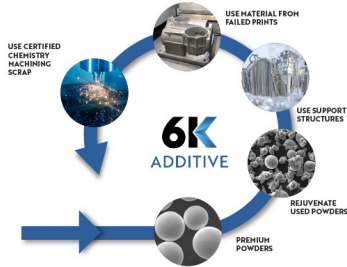 USE MATERIAL FROM
FAILED PRINTS
USE CERTIFIED
CHEMISTRY
MACHINING
SCRAP
USE SUPPORT
STRUCTURES
6K
ADDITIVE
REJUVENATE
USED POWDERS
PREMIUM
POWDERS